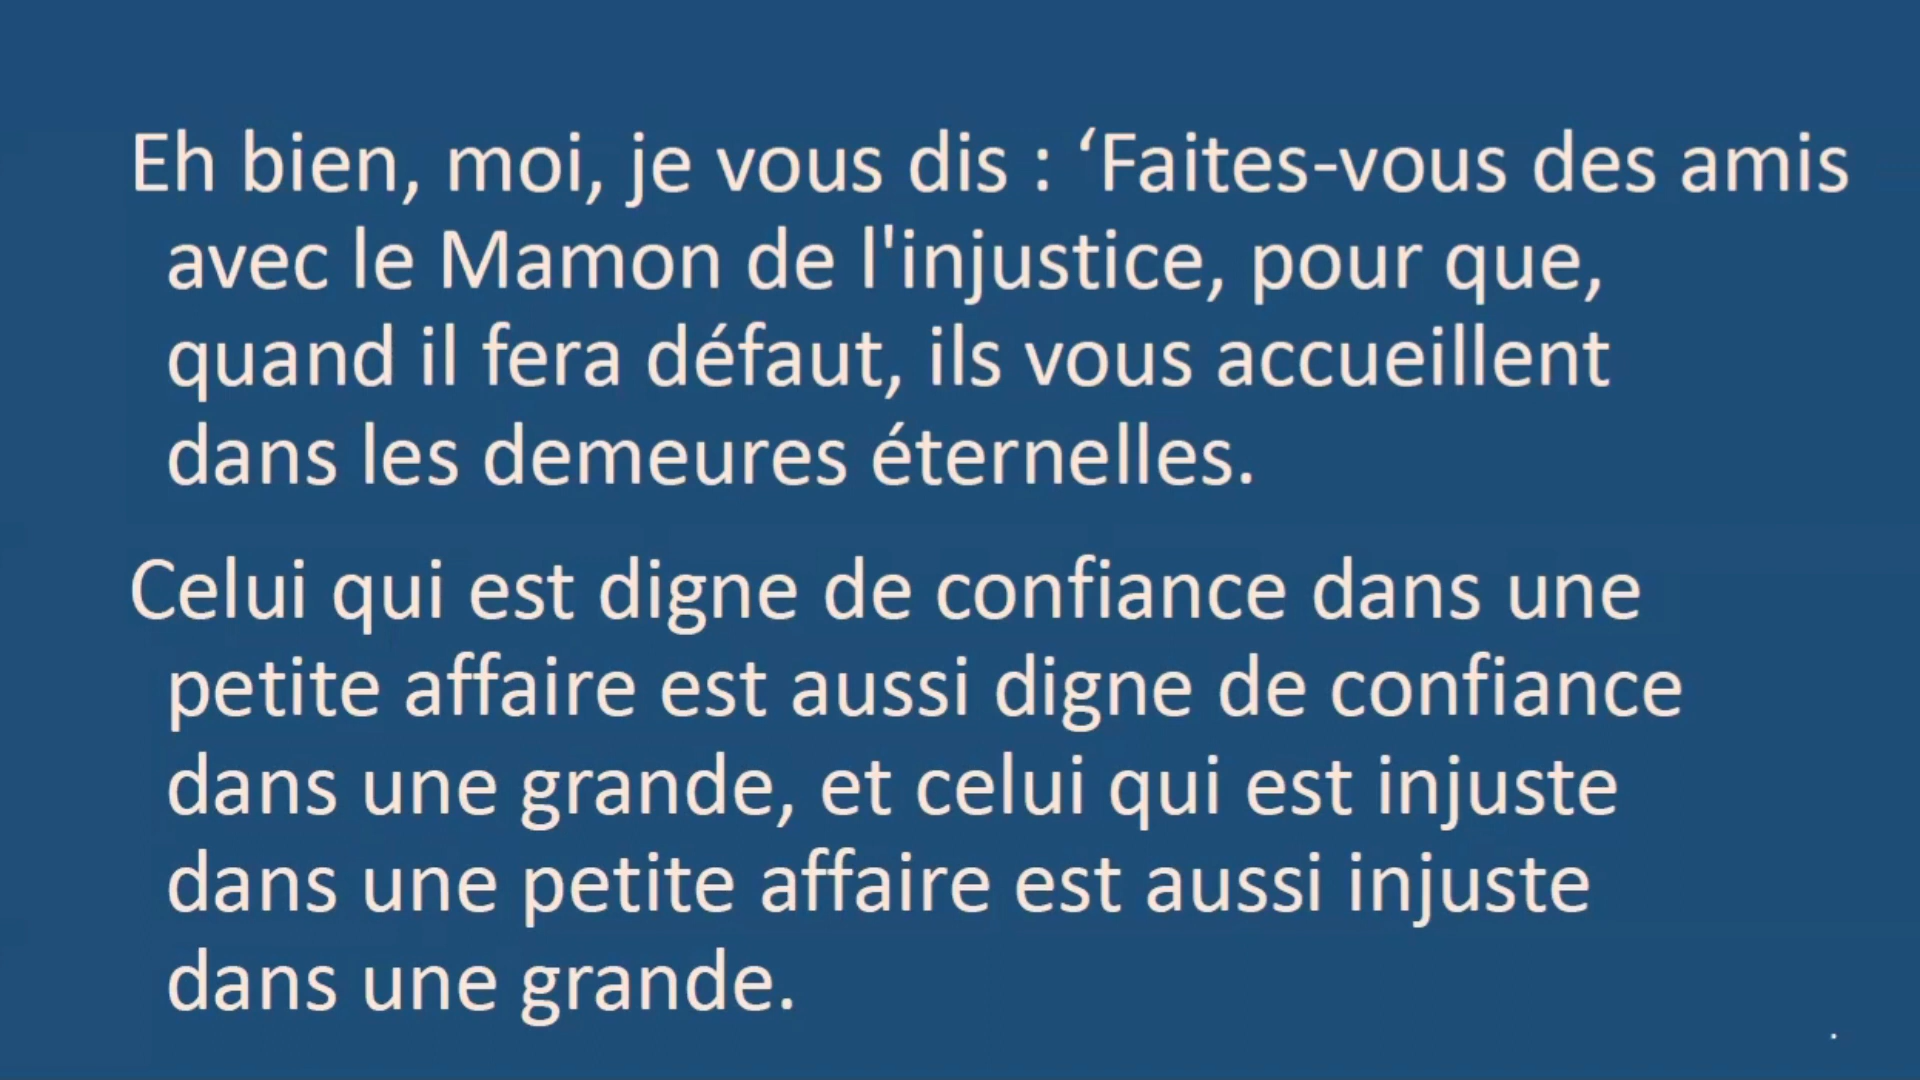 Eh bien, moi, je vous dis : ‘Faites-vous des amis
avec le Mamon de l'injustice, pour que,
quand il fera défaut, ils vous accueillent
dans les demeures éternelles.
Celui qui est digne de confiance dans une
petite affaire est aussi digne de confiance
dans une grande, et celui qui est injuste
dans une petite affaire est aussi injuste
dans une grande.
.